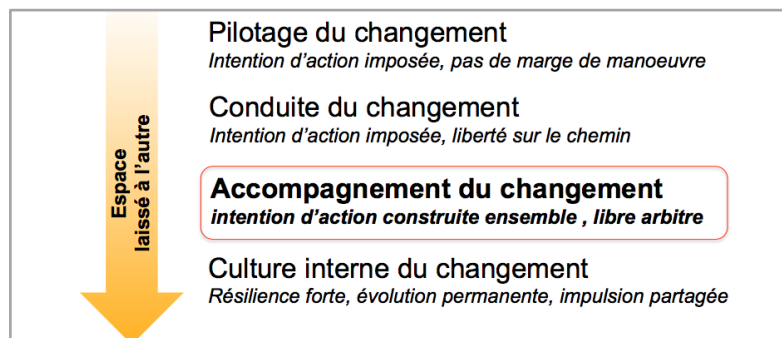 Pilotage du changement
Intention d'action imposée, pas de marge de manoeuvre
Conduite du changement
Intention d'action imposée, liberté sur le chemin
Espace
laissé à l'autre
Accompagnement du changement
intention d'action construite ensemble , libre arbitre
Culture interne du changement
Résilience forte, évolution permanente, impulsion partagée